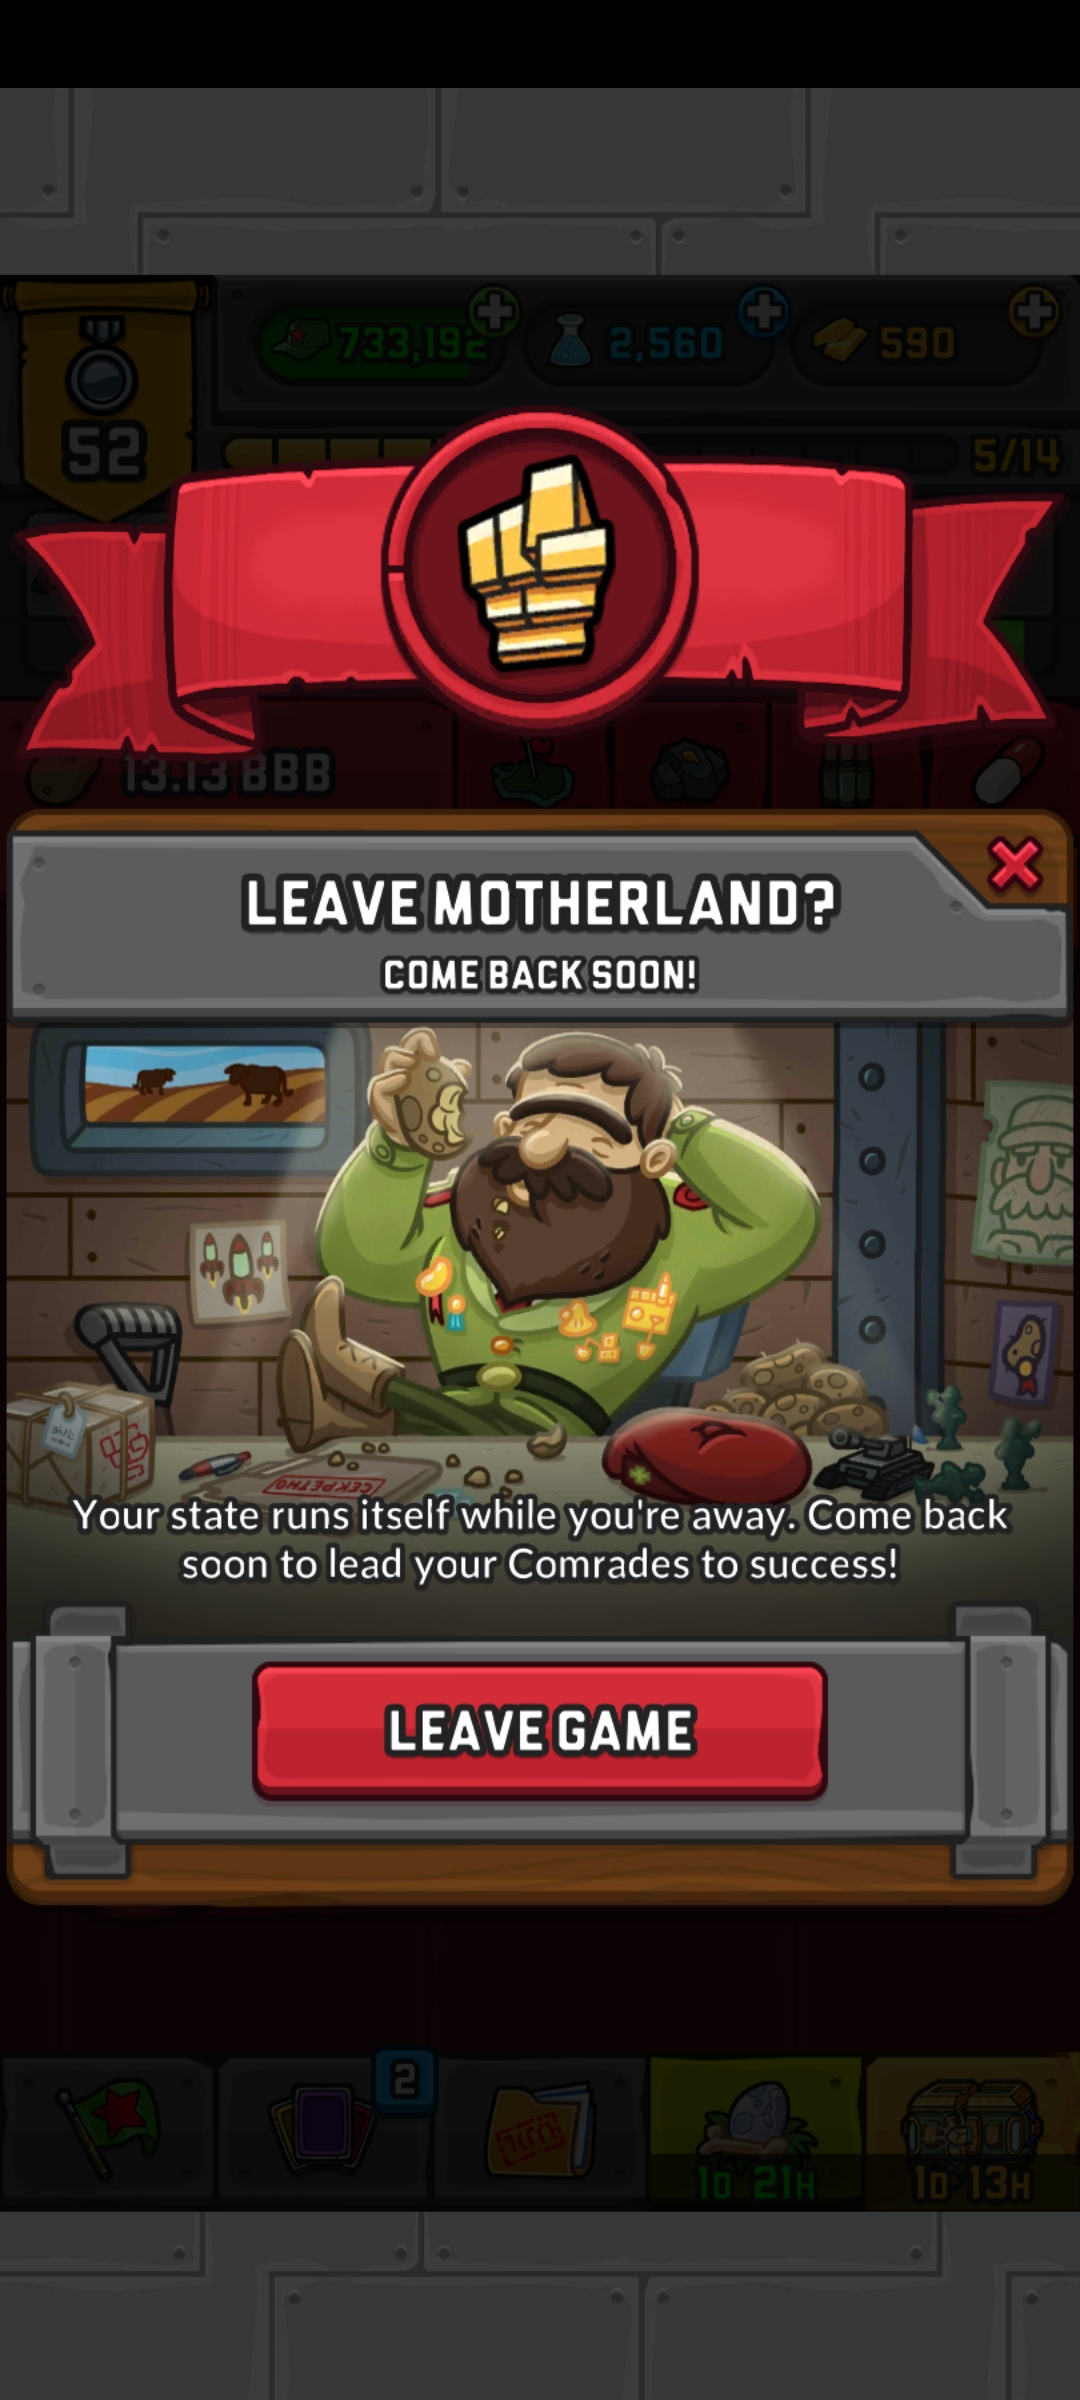 733,192
2,560
590
52
5/14
13.13 BBB
LEAVE MOTHERLAND?
COME BACK SOON!
СЕКРЕТНО
Your state runs itself while you're away. Come back
soon to lead your Comrades to success!
LEAVE GAME
2
1D 21H
1D 13H